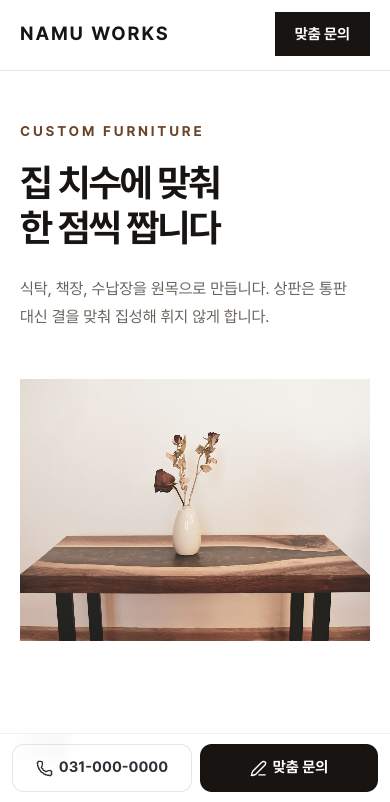 NAMU WORKS
맞춤 문의
CUSTOM FURNITURE
집 치수에 맞춰
한 점씩 짭니다
식탁, 책장, 수납장을 원목으로 만듭니다. 상판은 통판
대신 결을 맞춰 집성해 휘지 않게 합니다.
031-000-0000
맞춤 문의